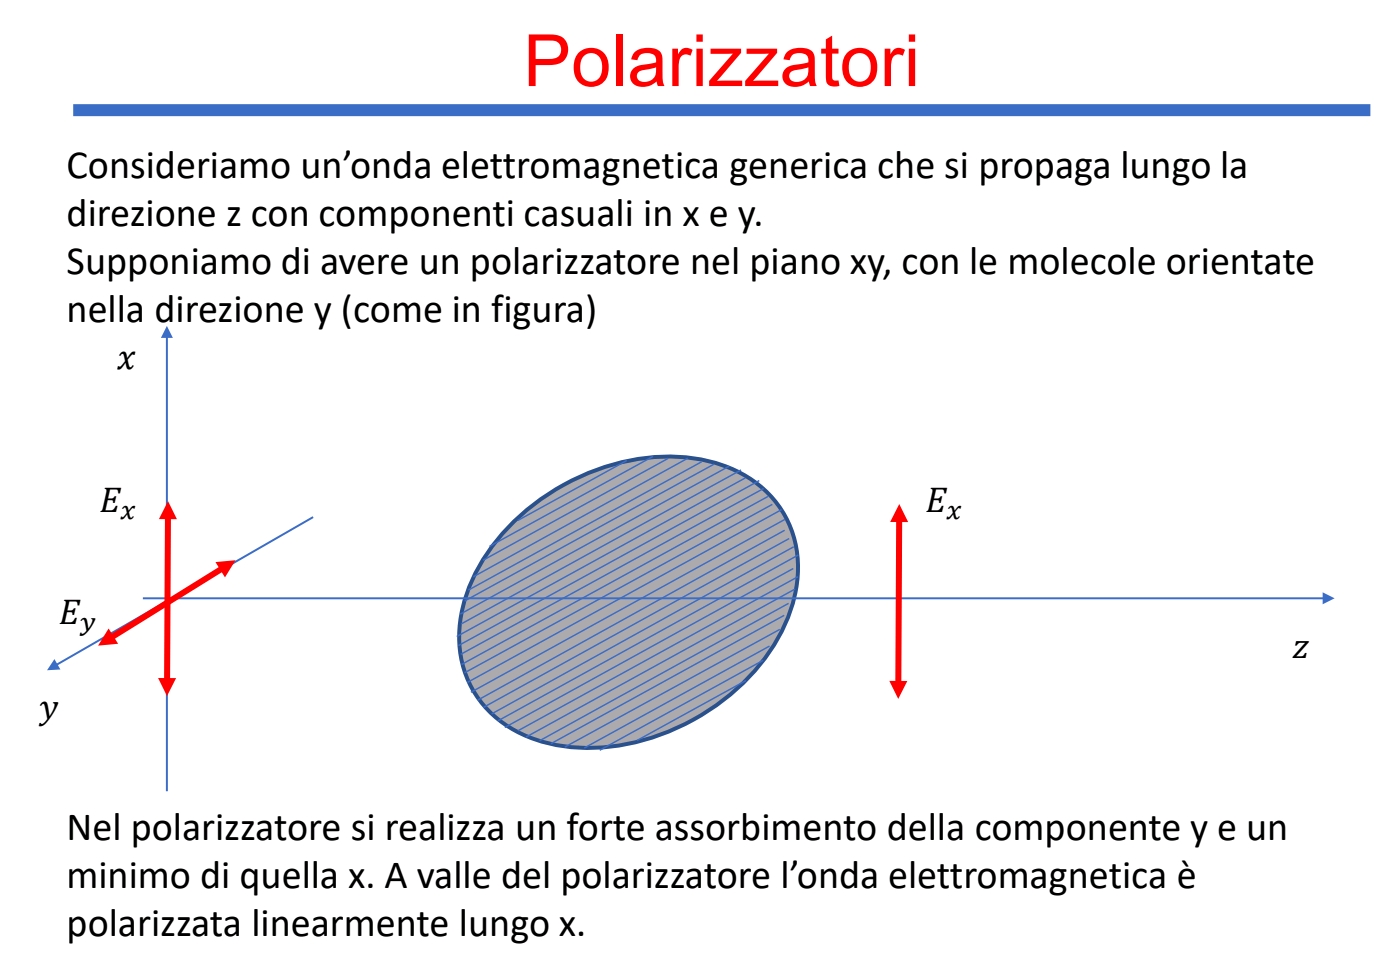 Polarizzatori
Consideriamo un’onda elettromagnetica generica che si propaga lungo la
direzione z con componenti casuali in x e y.
Supponiamo di avere un polarizzatore nel piano xy, con le molecole orientate
nella direzione y (come in figura)
x
E_x
E_x
E_y
z
y
Nel polarizzatore si realizza un forte assorbimento della componente y e un
minimo di quella x. A valle del polarizzatore l’onda elettromagnetica è
polarizzata linearmente lungo x.